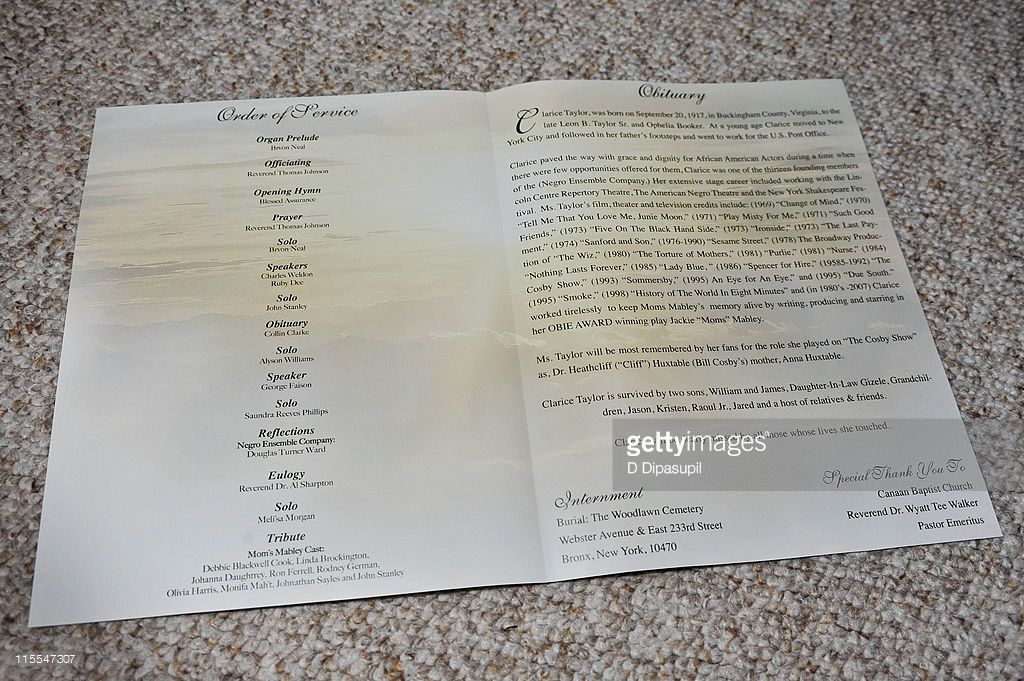 Order of Service
Organ Prelude
Bryon Neal
Officiating
Reverend Thomas Johnson
Opening Hymn
Blessed Assurance
Prayer
Reverend Thomas Johnson
Solo
Bryon Neal
Speakers
Charles Weldon
Ruby Dee
Solo
John Stanley
Obituary
Collin Clarke
Solo
Alyson Williams
Speaker
George Faison
Solo
Saundra Reeves Phillips
Reflections
Negro Ensemble Company:
Douglas Turner Ward
Eulogy
Reverend Dr. Al Sharpton
Solo
Meli'sa Morgan
Tribute
Mom's Mabley Cast:
Debbie Blackwell Cook, Linda Brockington,
Johanna Daughtrey, Ron Ferrell, Rodney German,
Olivia Harris, Monifa Mah't, Johnathan Sayles and John Stanley
Obituary
Clarice Taylor, was born on September 20, 1917, in Buckingham County, Virginia, to the
late Leon B. Taylor Sr. and Ophelia Booker. At a young age Clarice moved to New
York City and followed in her father's footsteps and went to work for the U.S. Post Office.
Clarice paved the way with grace and dignity for African American Actors during a time when
there were few opportunities offered for them, Clarice was one of the thirteen founding members
of the (Negro Ensemble Company.) Her extensive stage career included working with the Lin-
coln Centre Repertory Theatre, The American Negro Theatre and the New York Shakespeare Fes-
tival. Ms. Taylor's film, theater and television credits include: (1969) "Change of Mind," (1970)
"Tell Me That You Love Me, Junie Moon," (1971) "Play Misty For Me," (1971) "Such Good
Friends," (1973) "Five On The Black Hand Side," (1973) "Ironside," (1973) "The Last Pay-
ment," (1974) "Sanford and Son," (1976-1990) "Sesame Street," (1978) The Broadway Produc-
tion of "The Wiz," (1980) "The Torture of Mothers," (1981) "Purlie," (1981) "Nurse," (1984)
"Nothing Lasts Forever," (1985) "Lady Blue," (1986) "Spencer for Hire," (19585-1992) "The
Cosby Show," (1993) "Sommersby," (1995) An Eye for An Eye," and (1995) "Due South."
(1995) "Smoke," (1998) "History of The World In Eight Minutes" and (in 1980's -2007) Clarice
worked tirelessly to keep Moms Mabley's memory alive by writing, producing and starring in
her OBIE AWARD winning play Jackie "Moms" Mabley.
Ms. Taylor will be most remembered by her fans for the role she played on "The Cosby Show"
as, Dr. Heathcliff ("Cliff") Huxtable (Bill Cosby's) mother, Anna Huxtable.
Clarice Taylor is survived by two sons, William and James, Daughter-In-Law Gizele, Grandchil-
dren, Jason, Kristen, Raoul Jr., Jared and a host of relatives & friends.
all those whose lives she touched.
gettyimages
D Dipasupil
Internment
Burial: The Woodlawn Cemetery
Webster Avenue & East 233rd Street
Bronx, New York, 10470
Special Thank You To
Canaan Baptist Church
Reverend Dr. Wyatt Tee Walker
Pastor Emeritus
115547307